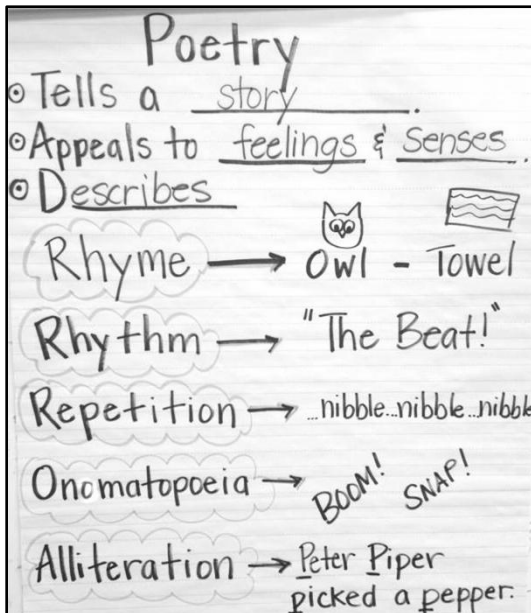 Poetry
Tells a story.
Appeals to feelings & senses
Describes
Rhyme → Owl - Towel
Rhythm → "The Beat!"
Repetition → ...nibble...nibble...nibble
Onomatopoeia → BOOM! SNAP!
Alliteration → Peter Piper
picked a pepper.